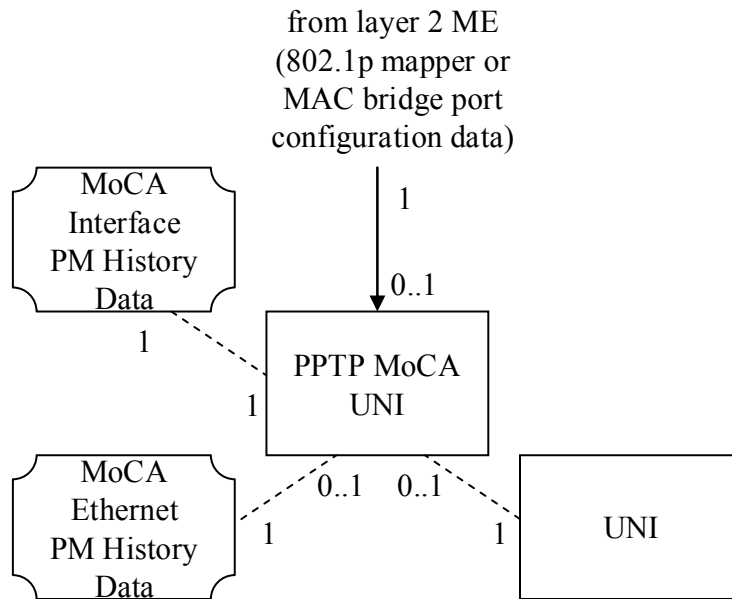 from layer 2 ME
(802.1p mapper or
MAC bridge port
configuration data)
1
0..1
MoCA
Interface
PM History
Data
1
1
PPTP MoCA
UNI
0..1
0..1
MoCA
Ethernet
PM History
Data
1
1
UNI